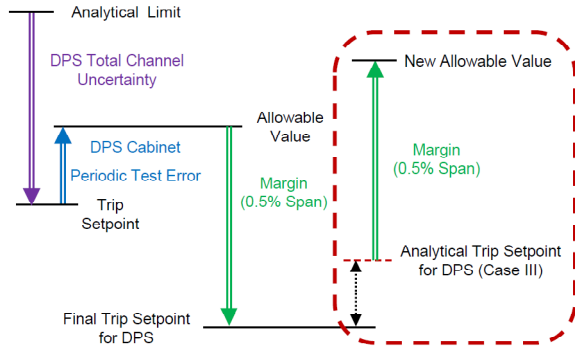 Analytical Limit
DPS Total Channel
Uncertainty
New Allowable Value
Allowable
Value
DPS Cabinet
Periodic Test Error
Margin
(0.5% Span)
Margin
(0.5% Span)
Trip
Setpoint
Analytical Trip Setpoint
for DPS (Case III)
Final Trip Setpoint
for DPS